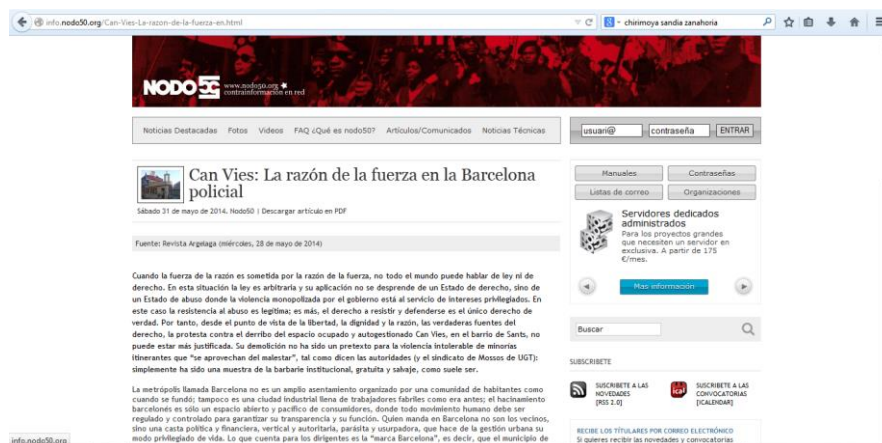 info.nodo50.org/Can-Vies-La-razon-de-la-fuerza-en.html
chirimoya sandia zanahoria
NODO50
www.nodo50.org
contrainformación en red
Noticias Destacadas Fotos Videos FAQ ¿Qué es nodo50? Artículos/Comunicados Noticias Técnicas
usuari@ contraseña ENTRAR
Can Vies: La razón de la fuerza en la Barcelona
policial
Sábado 31 de mayo de 2014. Nodo50 | Descargar artículo en PDF
Fuente: Revista Argelaga (miércoles, 28 de mayo de 2014)
Cuando la fuerza de la razón es sometida por la razón de la fuerza, no todo el mundo puede hablar de ley ni de
derecho. En esta situación la ley es arbitraria y su aplicación no se desprende de un Estado de derecho, sino de
un Estado de abuso donde la violencia monopolizada por el gobierno está al servicio de intereses privilegiados. En
este caso la resistencia al abuso es legítima; es más, el derecho a resistir y defenderse es el único derecho de
verdad. Por tanto, desde el punto de vista de la libertad, la dignidad y la razón, las verdaderas fuentes del
derecho, la protesta contra el derribo del espacio ocupado y autogestionado Can Vies, en el barrio de Sants, no
puede estar más justificada. Su demolición no ha sido un pretexto para la violencia intolerable de minorías
itinerantes que “se aprovechan del malestar”, tal como dicen las autoridades (y el sindicato de Mossos de UGT):
simplemente ha sido una muestra de la barbarie institucional, gratuita y salvaje, como suele ser.
La metrópolis llamada Barcelona no es un amplio asentamiento organizado por una comunidad de habitantes como
cuando se fundó; tampoco es una ciudad industrial llena de trabajadores fabriles como era antes; el hacinamiento
barcelonés es sólo un espacio abierto y pacífico de consumidores, donde todo movimiento humano debe ser
regulado y controlado para garantizar su transparencia y su función. Quien manda en Barcelona no son los vecinos,
sino una casta política y financiera, vertical y autoritaria, parásita y usurpadora, que hace de la gestión urbana su
modo privilegiado de vida. Lo que cuenta para los dirigentes es la “marca Barcelona”, es decir, que el municipio de
info.nodo50.org
Manuales Contraseñas
Listas de correo Organizaciones
Servidores dedicados
administrados
Para los proyectos grandes
que necesiten un servidor en
exclusiva. A partir de 175
€/mes.
Mas información
Buscar
SUBSCRIBETE
SUSCRIBETE A LAS
NOVEDADES
[RSS 2.0]
ical
SUSCRIBETE A LAS
CONVOCATORIAS
[ICALENDAR]
RECIBE LOS TÍTULARES POR CORREO ELECTRÓNICO
Si quieres recibir las novedades y convocatorias